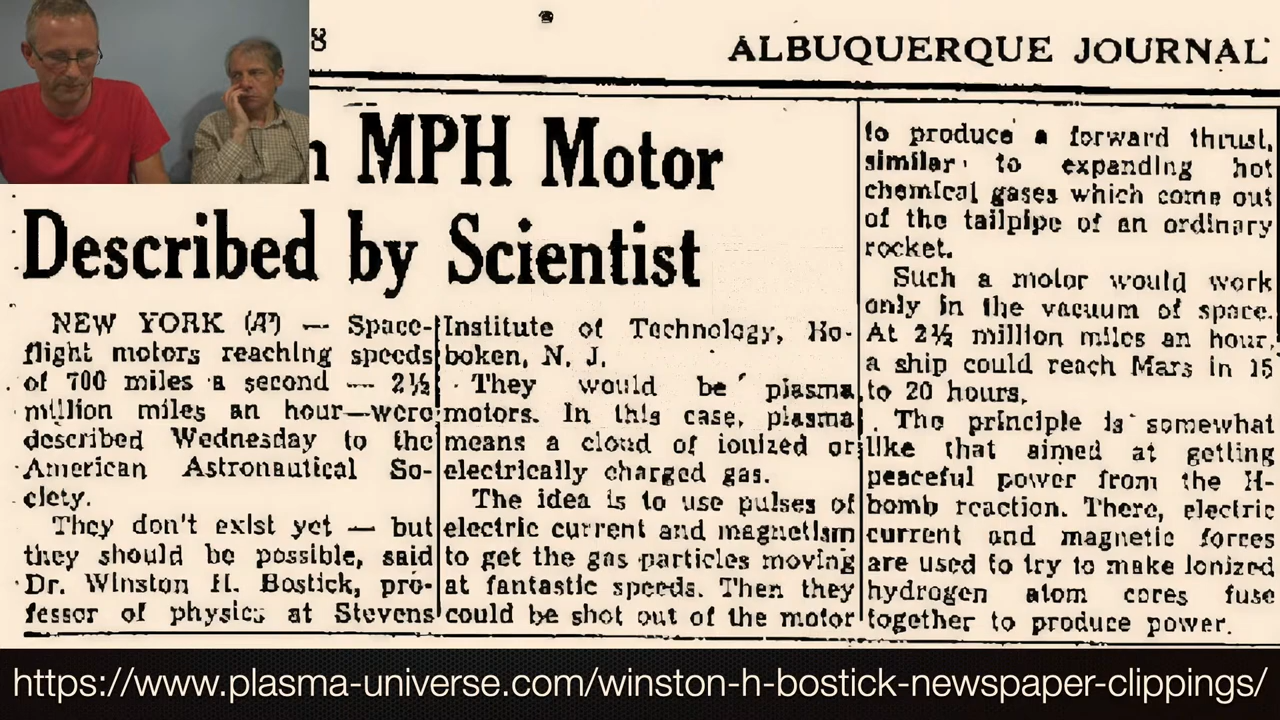 8
ALBUQUERQUE JOURNAL
n MPH Motor
Described by Scientist
NEW YORK (AP) — Space-
flight motors reaching speeds
of 700 miles a second — 2½
million miles an hour—were
described Wednesday to the
American Astronautical So-
ciety.
They don't exist yet — but
they should be possible, said
Dr. Winston H. Bostick, pro-
fessor of physics at Stevens
Institute of Technology, Ho-
boken, N. J.
They would be plasma
motors. In this case, plasma
means a cloud of ionized or
electrically charged gas.
The idea is to use pulses of
electric current and magnetism
to get the gas particles moving
at fantastic speeds. Then they
could be shot out of the motor
to produce a forward thrust,
similar to expanding hot
chemical gases which come out
of the tailpipe of an ordinary
rocket.
Such a motor would work
only in the vacuum of space.
At 2½ million miles an hour,
a ship could reach Mars in 15
to 20 hours.
The principle is somewhat
like that aimed at getting
peaceful power from the H-
bomb reaction. There, electric
current and magnetic forces
are used to try to make ionized
hydrogen atom cores fuse
together to produce power.
https://www.plasma-universe.com/winston-h-bostick-newspaper-clippings/